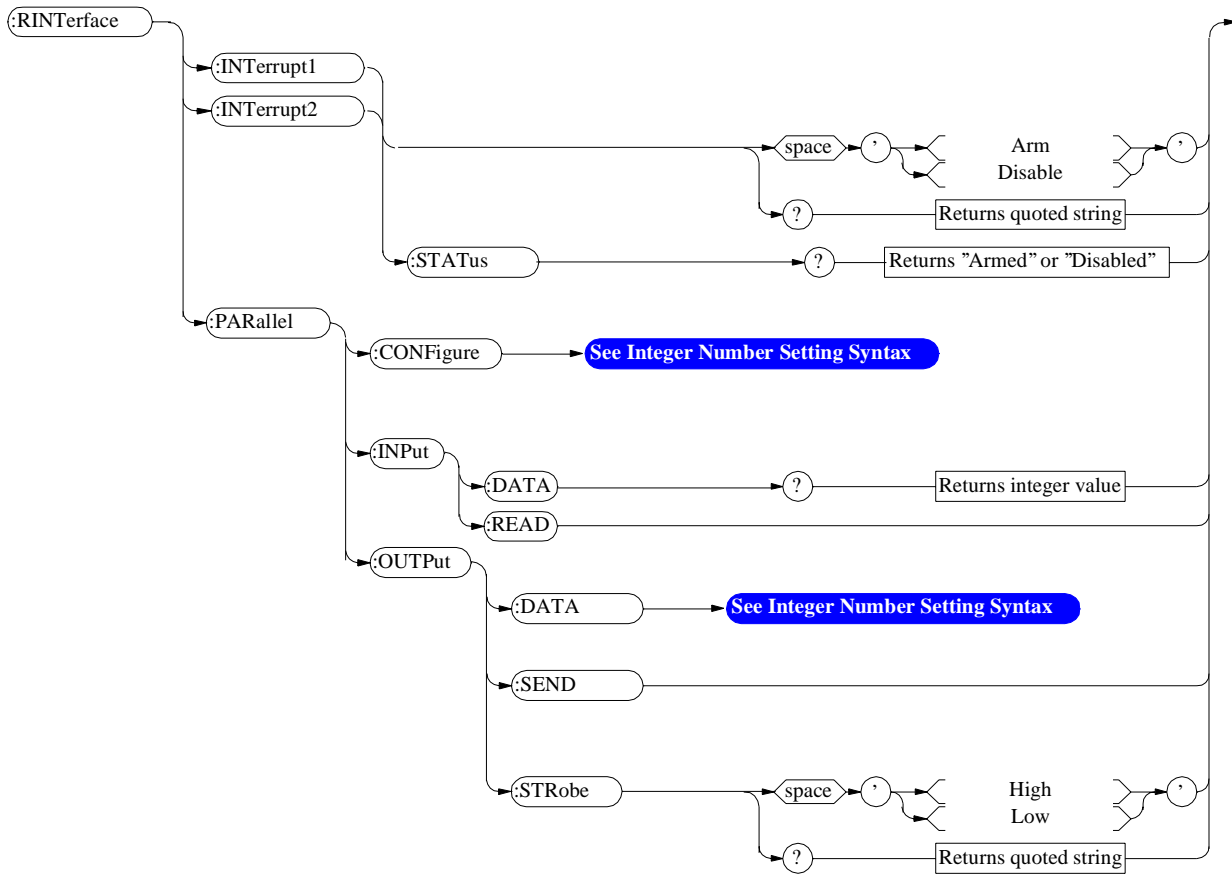 :RINTerface
:INTerrupt1
:INTerrupt2
space ’ Arm ’
Disable
? Returns quoted string
:STATus ? Returns ”Armed” or ”Disabled”
:PARallel
:CONFigure See Integer Number Setting Syntax
:INPut
:DATA ? Returns integer value
:READ
:OUTPut
:DATA See Integer Number Setting Syntax
:SEND
:STRobe space ’ High ’
Low
? Returns quoted string